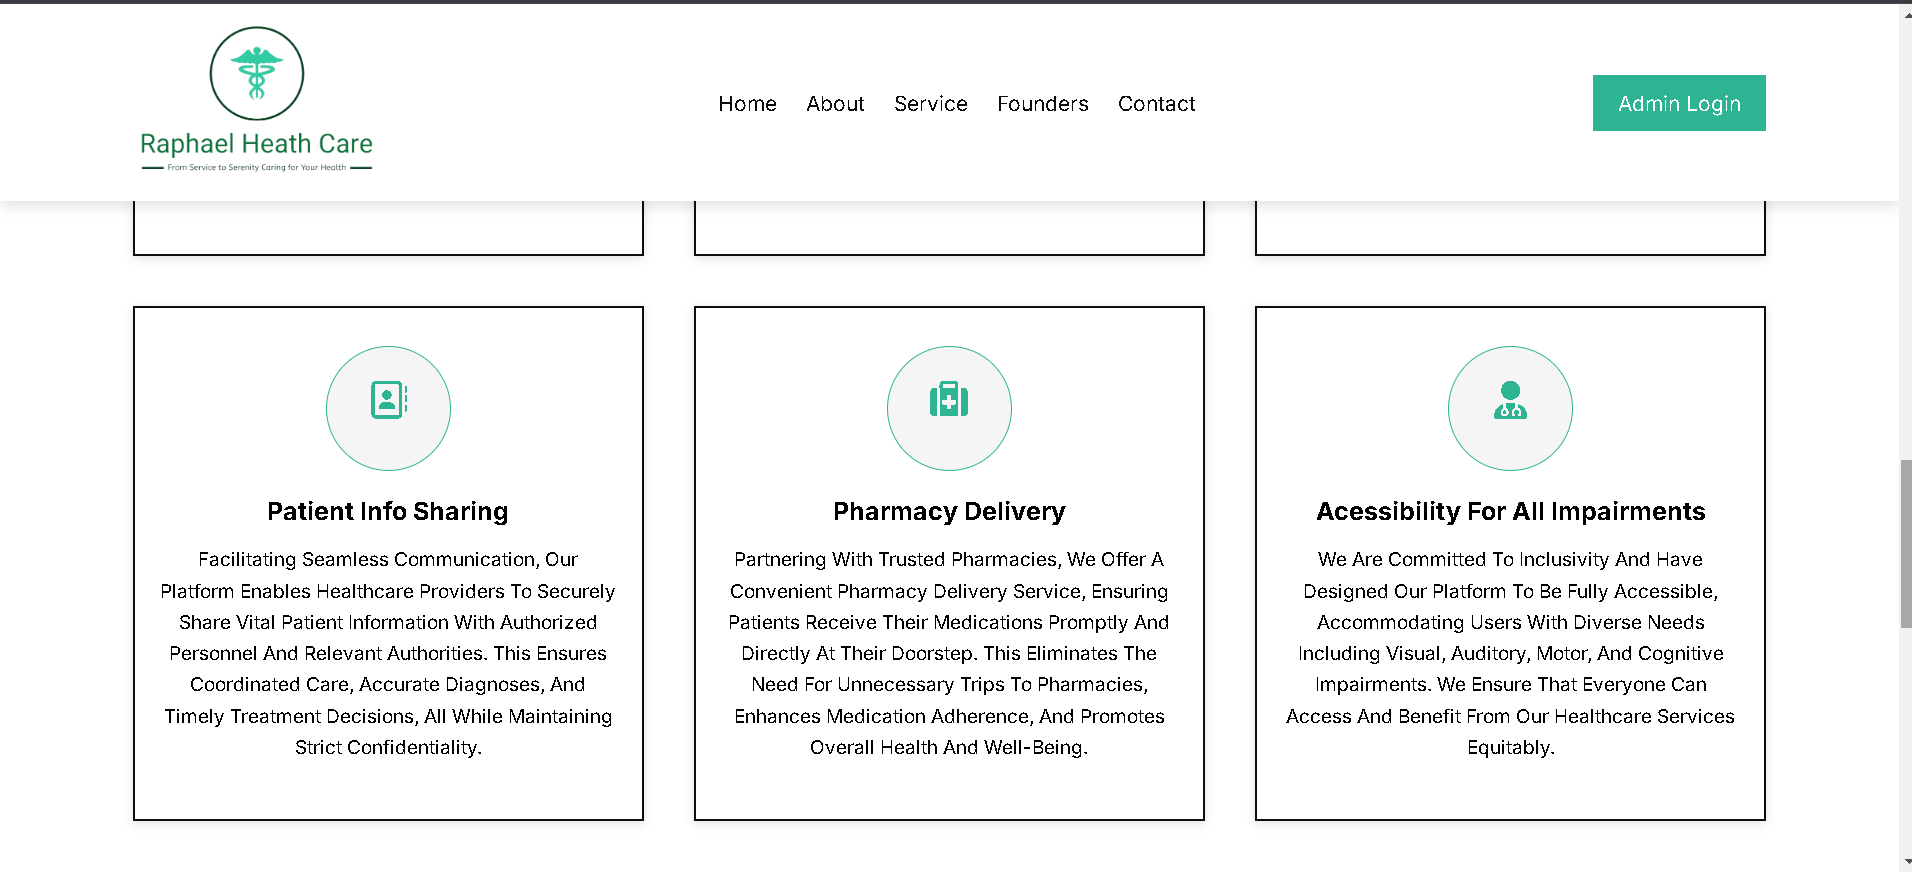 Raphael Heath Care
From Service to Serenity Caring for Your Health
Home About Service Founders Contact
Admin Login
Patient Info Sharing
Facilitating Seamless Communication, Our
Platform Enables Healthcare Providers To Securely
Share Vital Patient Information With Authorized
Personnel And Relevant Authorities. This Ensures
Coordinated Care, Accurate Diagnoses, And
Timely Treatment Decisions, All While Maintaining
Strict Confidentiality.
Pharmacy Delivery
Partnering With Trusted Pharmacies, We Offer A
Convenient Pharmacy Delivery Service, Ensuring
Patients Receive Their Medications Promptly And
Directly At Their Doorstep. This Eliminates The
Need For Unnecessary Trips To Pharmacies,
Enhances Medication Adherence, And Promotes
Overall Health And Well-Being.
Acessibility For All Impairments
We Are Committed To Inclusivity And Have
Designed Our Platform To Be Fully Accessible,
Accommodating Users With Diverse Needs
Including Visual, Auditory, Motor, And Cognitive
Impairments. We Ensure That Everyone Can
Access And Benefit From Our Healthcare Services
Equitably.